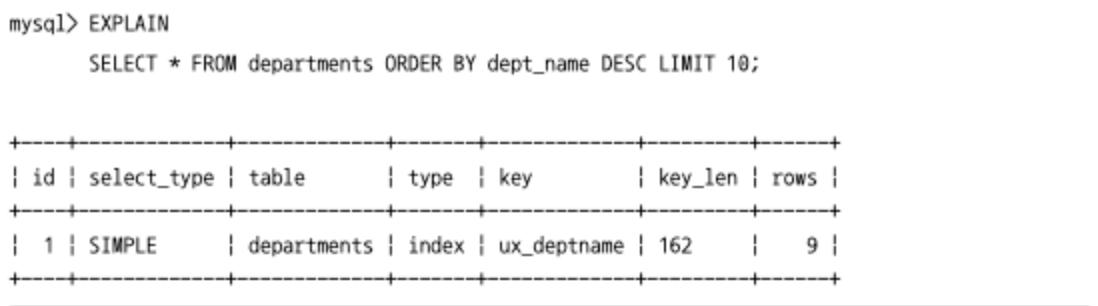 mysql> EXPLAIN
SELECT * FROM departments ORDER BY dept_name DESC LIMIT 10;
+----+-------------+-------------+-------+-------------+---------+------+
| id | select_type | table       | type  | key         | key_len | rows |
+----+-------------+-------------+-------+-------------+---------+------+
|  1 | SIMPLE      | departments | index | ux_deptname | 162     |    9 |
+----+-------------+-------------+-------+-------------+---------+------+